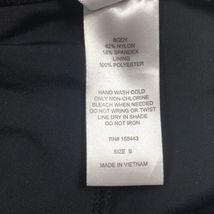 BODY
82% NYLON
18% SPANDEX
LINING
100% POLYESTER
HAND WASH COLD
ONLY NON-CHLORINE
BLEACH WHEN NEEDED
DO NOT WRING OR TWIST
LINE DRY IN SHADE
DO NOT IRON
RN# 158443
SIZE S
MADE IN VIETNAM